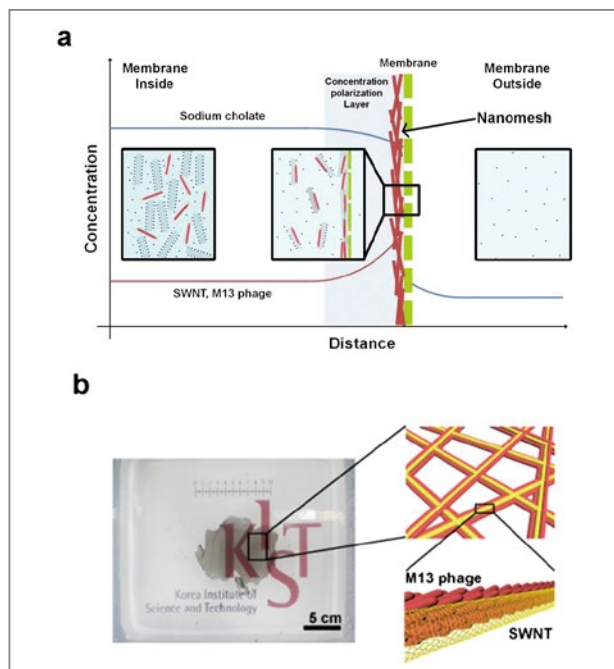 a
Membrane
Inside
Concentration
polarization
Layer
Membrane
Membrane
Outside
Sodium cholate
Nanomesh
Concentration
SWNT, M13 phage
Distance
b
KIST
Korea Institute of
Science and Technology
5 cm
M13 phage
SWNT